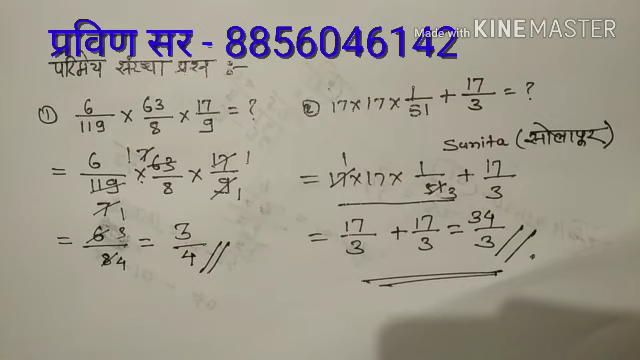 Made with KINEMASTER
प्रविण सर - 8856046142
परिमेय संख्या प्रश्न :-
① 6/119 × 63/8 × 17/9 = ?
= 6/119 × 63/8 × 17/9
= 6/8 = 3/4 //
② 17×17× 1/51 + 17/3 = ?
Sunita (सोलापूर)
= 17×17× 1/51 + 17/3
= 17/3 + 17/3 = 34/3 //